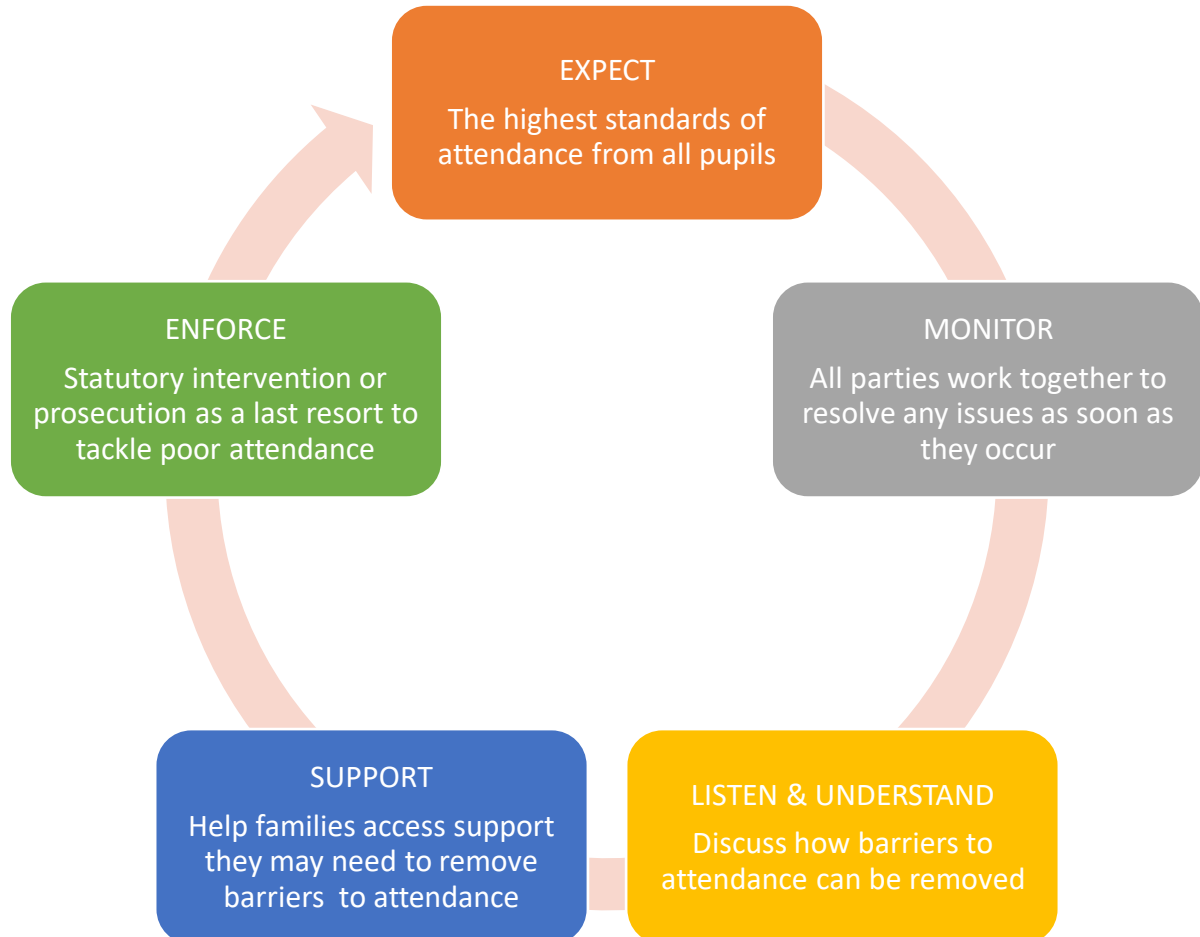 EXPECT
The highest standards of
attendance from all pupils
MONITOR
All parties work together to
resolve any issues as soon as
they occur
LISTEN & UNDERSTAND
Discuss how barriers to
attendance can be removed
SUPPORT
Help families access support
they may need to remove
barriers  to attendance
ENFORCE
Statutory intervention or
prosecution as a last resort to
tackle poor attendance